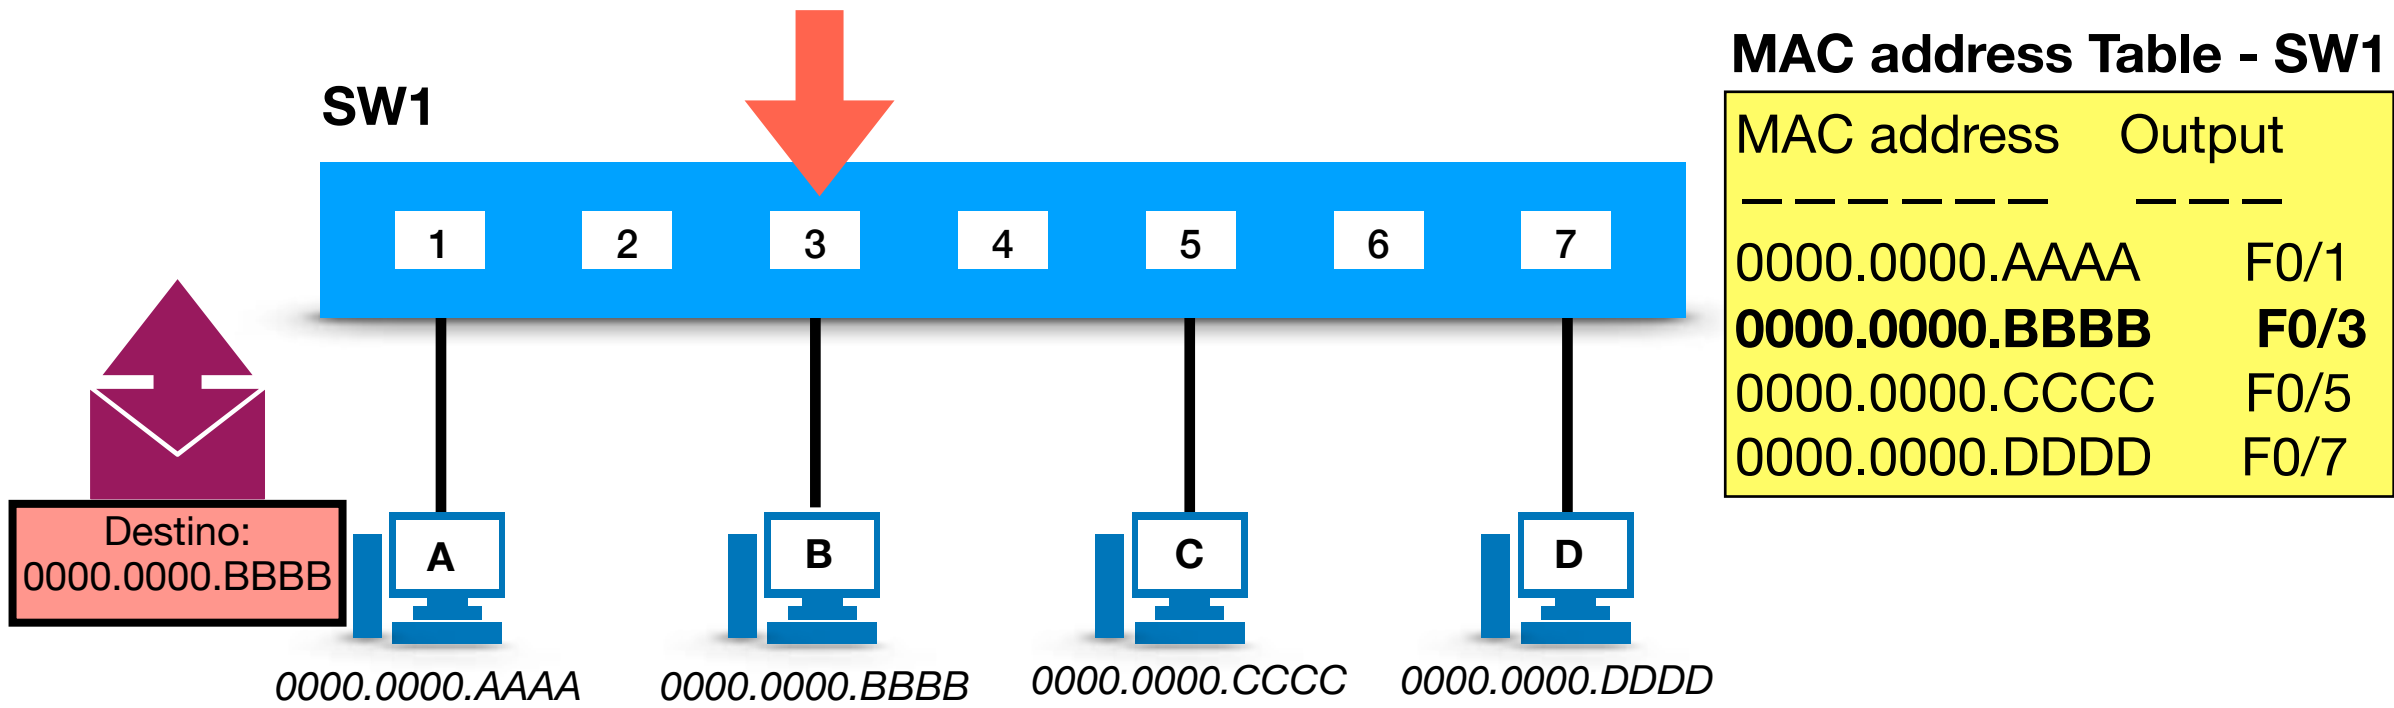 MAC address Table - SW1
SW1
MAC address Output
1 2 3 4 5 6 7
0000.0000.AAAA F0/1
0000.0000.BBBB F0/3
0000.0000.CCCC F0/5
0000.0000.DDDD F0/7
Destino:
0000.0000.BBBB
A B C D
0000.0000.AAAA 0000.0000.BBBB 0000.0000.CCCC 0000.0000.DDDD